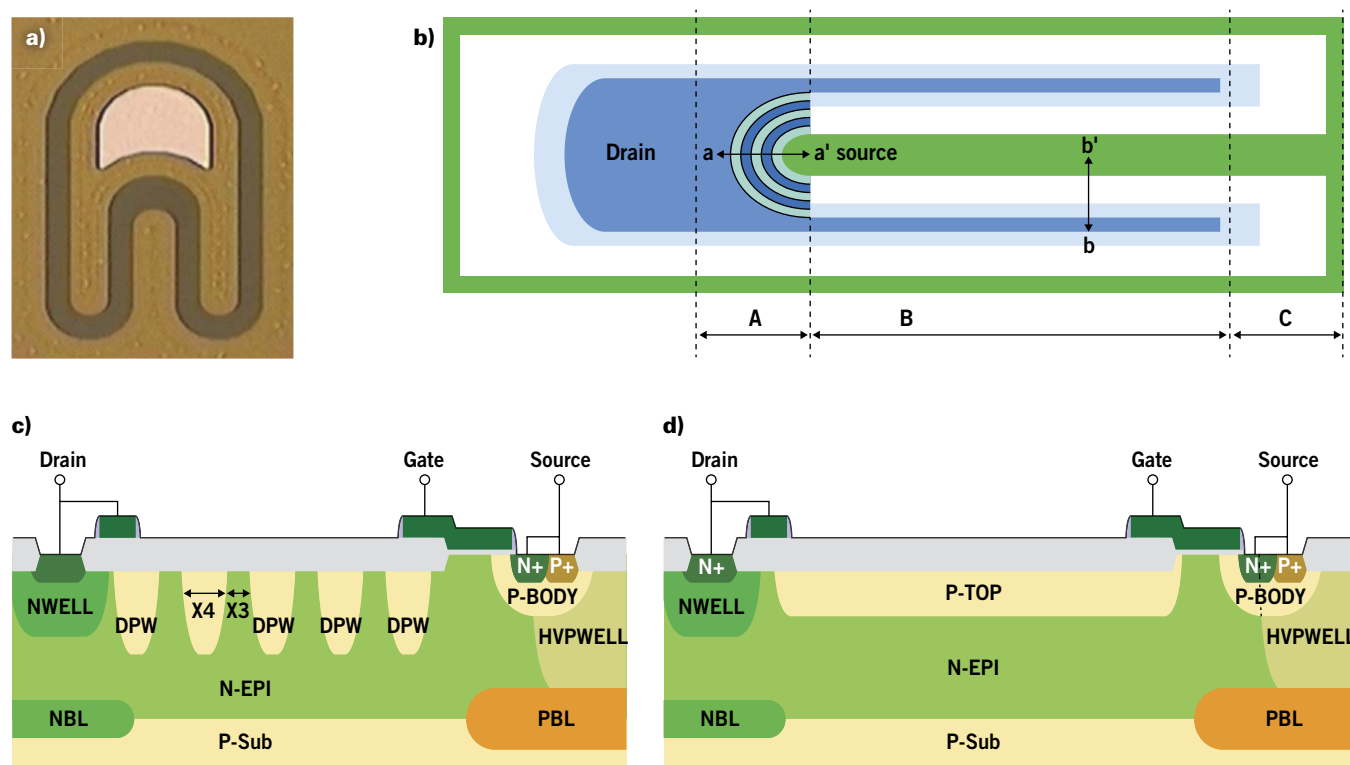 a)
b)
Drain
a
a' source
b'
b
A
B
C
c)
Drain
Gate
Source
N+
P+
NWELL
DPW
X4
X3
DPW
DPW
DPW
P-BODY
HVPWELL
N-EPI
NBL
PBL
P-Sub
d)
Drain
Gate
Source
N+
N+
P+
NWELL
P-TOP
P-BODY
HVPWELL
N-EPI
NBL
PBL
P-Sub